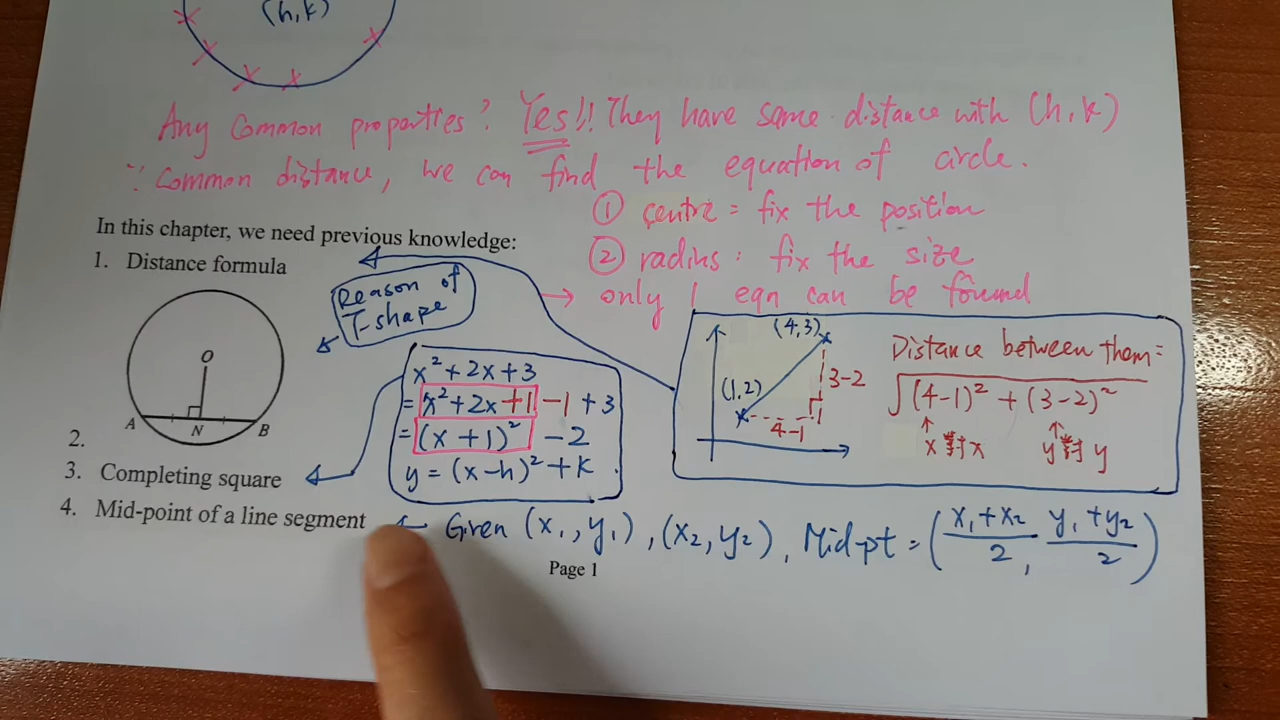 (h,k)
Any common properties? Yes!! They have same distance with (h,k)
∵ common distance, we can find the equation of circle.
① centre = fix the position
② radius : fix the size
→ only 1 eqn can be found
In this chapter, we need previous knowledge:
1. Distance formula
Reason of
T-shape
O
A N B
2.
x² + 2x + 3
= x² + 2x + 1 - 1 + 3
= (x + 1)² - 2
y = (x - h)² + k
(4,3)
(1,2)
3-2
4-1
Distance between them =
√(4-1)² + (3-2)²
↑ ↑
x 對 x y 對 y
3. Completing square
4. Mid-point of a line segment ← Given (x₁, y₁), (x₂, y₂), Mid-pt = (x₁+x₂/2, y₁+y₂/2)
Page 1